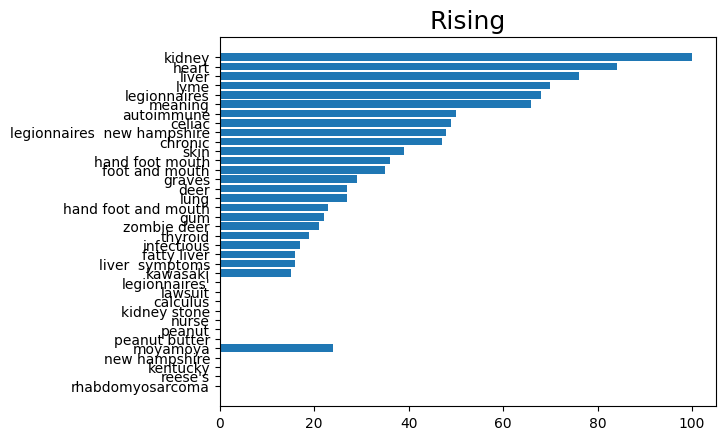 Rising
kidney
heart
liver
lyme
legionnaires
meaning
autoimmune
celiac
legionnaires  new hampshire
chronic
skin
hand foot mouth
foot and mouth
graves
deer
lung
hand foot and mouth
gum
zombie deer
thyroid
infectious
fatty liver
liver  symptoms
kawasaki
legionnaires'
lawsuit
calculus
kidney stone
nurse
peanut
peanut butter
moyamoya
new hampshire
kentucky
reese's
rhabdomyosarcoma
0 20 40 60 80 100